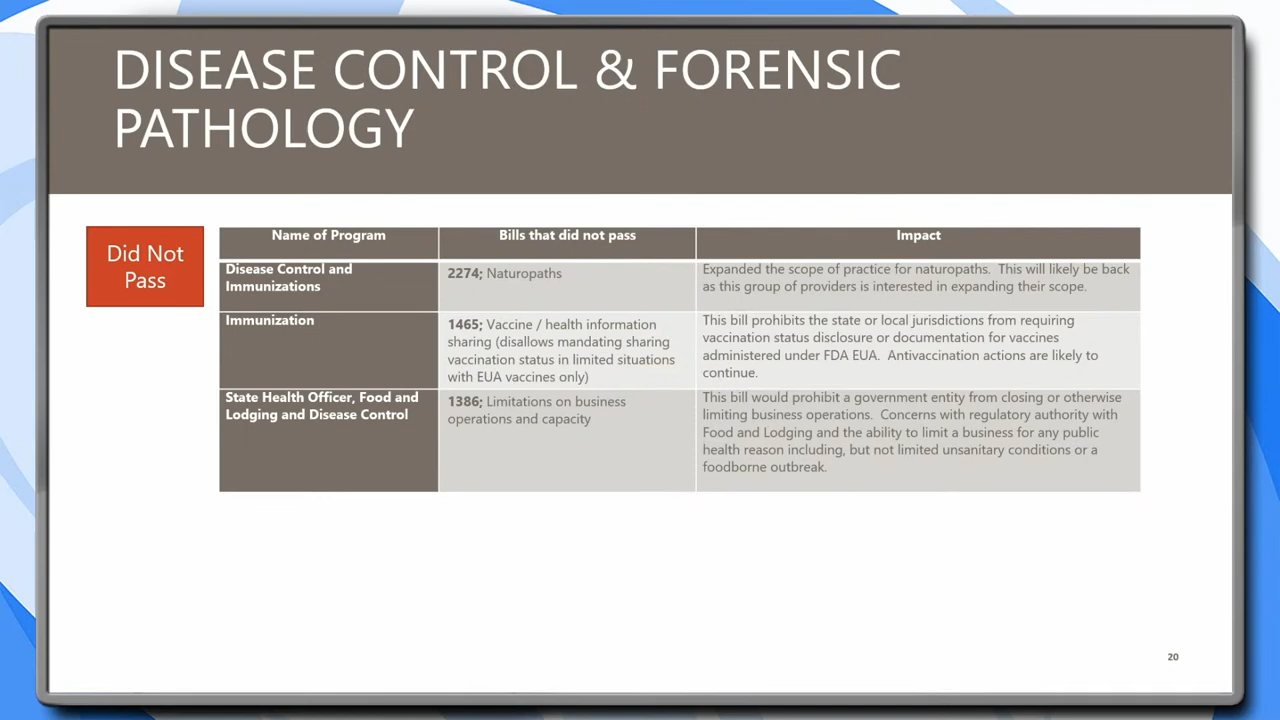 DISEASE CONTROL & FORENSIC
PATHOLOGY
Did Not
Pass
Name of Program
Bills that did not pass
Impact
Disease Control and
Immunizations
2274; Naturopaths
Expanded the scope of practice for naturopaths. This will likely be back
as this group of providers is interested in expanding their scope.
Immunization
1465; Vaccine / health information
sharing (disallows mandating sharing
vaccination status in limited situations
with EUA vaccines only)
This bill prohibits the state or local jurisdictions from requiring
vaccination status disclosure or documentation for vaccines
administered under FDA EUA. Antivaccination actions are likely to
continue.
State Health Officer, Food and
Lodging and Disease Control
1386; Limitations on business
operations and capacity
This bill would prohibit a government entity from closing or otherwise
limiting business operations. Concerns with regulatory authority with
Food and Lodging and the ability to limit a business for any public
health reason including, but not limited unsanitary conditions or a
foodborne outbreak.
20